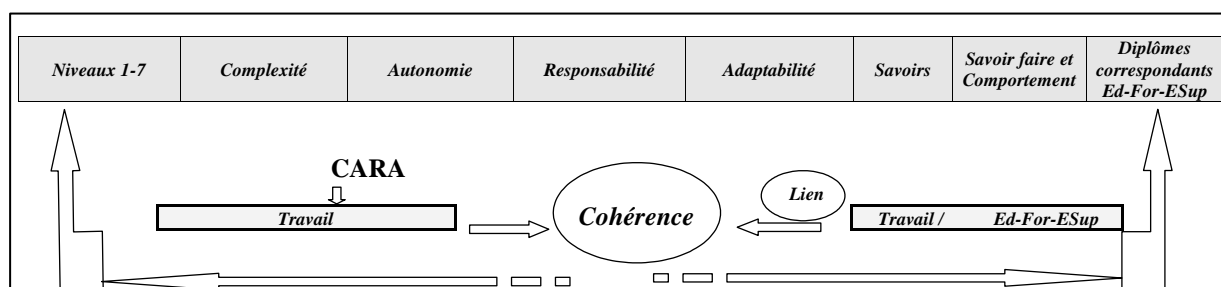 Niveaux 1-7 Complexité Autonomie Responsabilité Adaptabilité Savoirs Savoir faire et Comportement Diplômes correspondants Ed-For-ESup
CARA
Travail
Cohérence
Lien
Travail / Ed-For-ESup